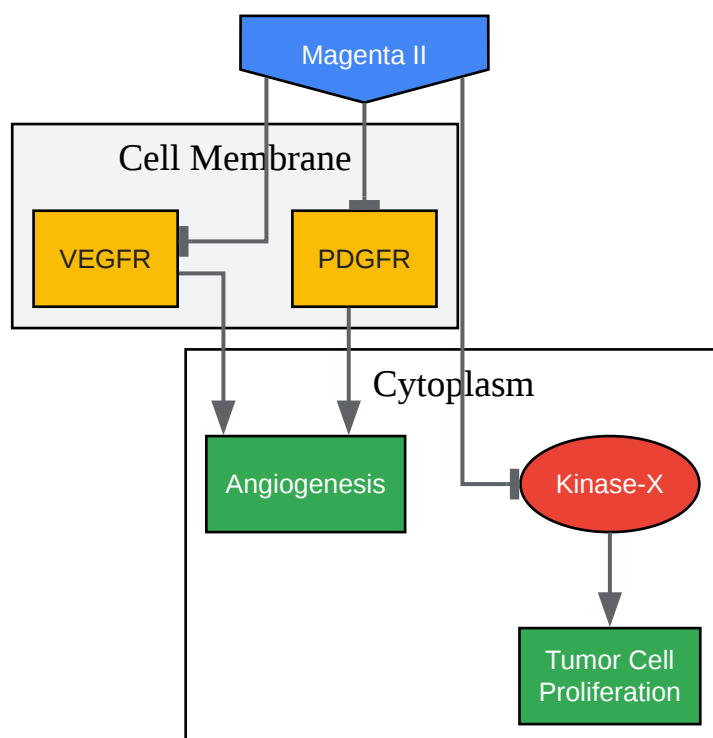 Magenta II
Cell Membrane
VEGFR
PDGFR
Cytoplasm
Angiogenesis
Kinase-X
Tumor Cell
Proliferation